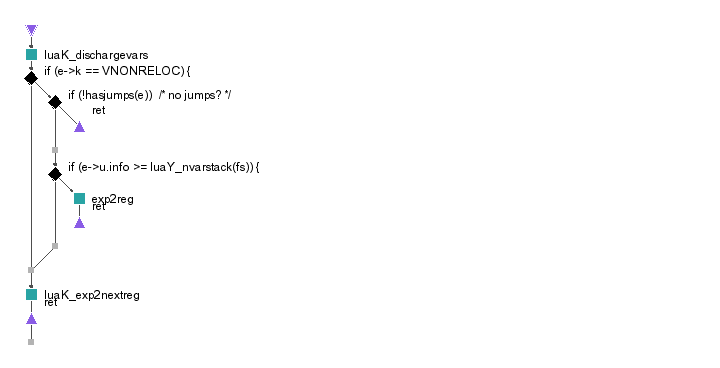 luaK_dischargevars
if (e->k == VNONRELOC) {
if (!hasjumps(e))  /* no jumps? */
ret
if (e->u.info >= luaY_nvarstack(fs)) {
exp2reg
ret
luaK_exp2nextreg
ret